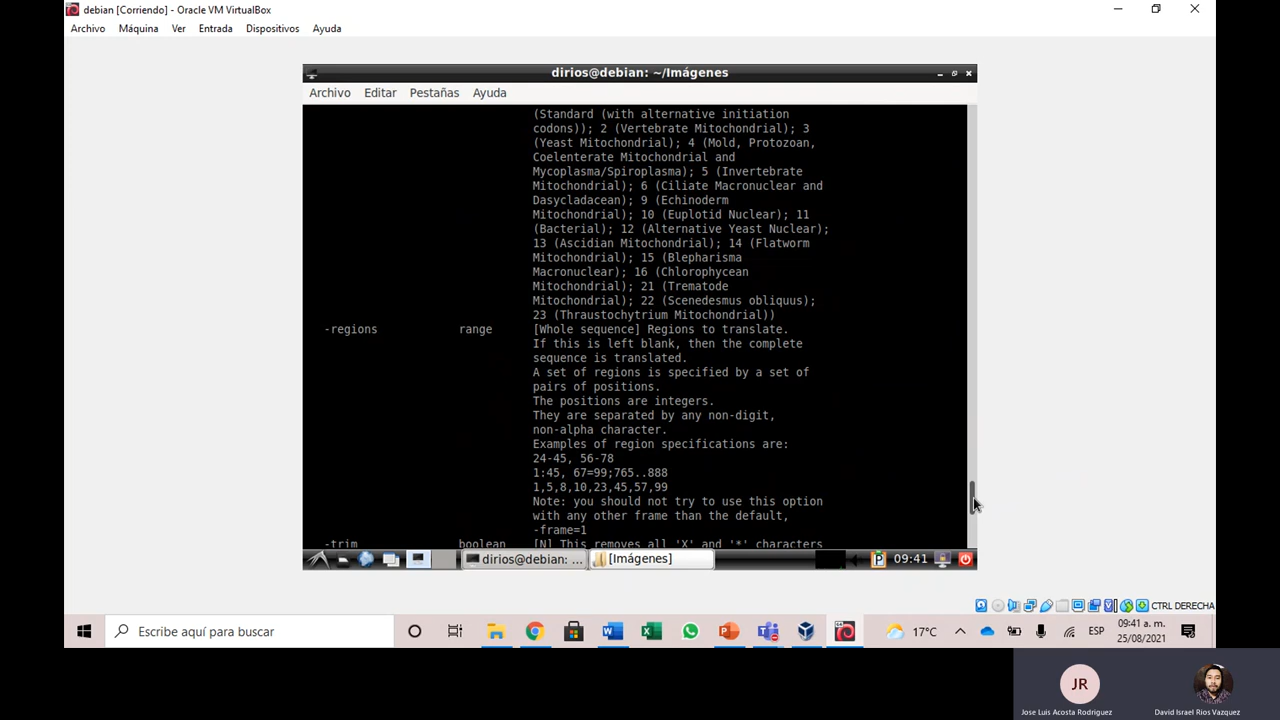 debian [Corriendo] - Oracle VM VirtualBox
Archivo Máquina Ver Entrada Dispositivos Ayuda
dirios@debian: ~/Imágenes
Archivo Editar Pestañas Ayuda
(Standard (with alternative initiation
codons)); 2 (Vertebrate Mitochondrial); 3
(Yeast Mitochondrial); 4 (Mold, Protozoan,
Coelenterate Mitochondrial and
Mycoplasma/Spiroplasma); 5 (Invertebrate
Mitochondrial); 6 (Ciliate Macronuclear and
Dasycladacean); 9 (Echinoderm
Mitochondrial); 10 (Euplotid Nuclear); 11
(Bacterial); 12 (Alternative Yeast Nuclear);
13 (Ascidian Mitochondrial); 14 (Flatworm
Mitochondrial); 15 (Blepharisma
Macronuclear); 16 (Chlorophycean
Mitochondrial); 21 (Trematode
Mitochondrial); 22 (Scenedesmus obliquus);
23 (Thraustochytrium Mitochondrial))
-regions range [Whole sequence] Regions to translate.
If this is left blank, then the complete
sequence is translated.
A set of regions is specified by a set of
pairs of positions.
The positions are integers.
They are separated by any non-digit,
non-alpha character.
Examples of region specifications are:
24-45, 56-78
1:45, 67=99;765..888
1,5,8,10,23,45,57,99
Note: you should not try to use this option
with any other frame than the default,
-frame=1
-trim boolean [N] This removes all 'X' and '*' characters
dirios@debian: ... [Imágenes] 09:41
CTRL DERECHA
Escribe aquí para buscar 17°C ESP 09:41 a. m.
25/08/2021
JR
Jose Luis Acosta Rodriguez David Israel Rios Vazquez